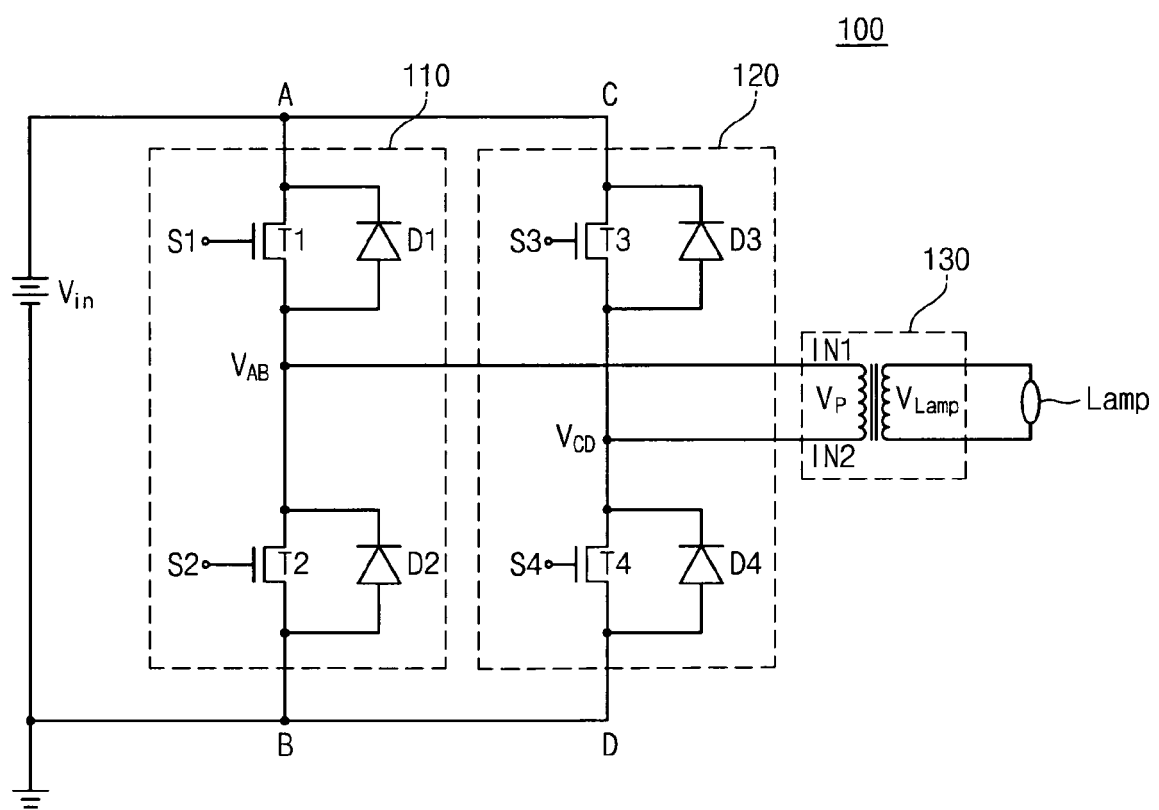 100
110
120
A
C
S1
T1
D1
S3
T3
D3
Vin
130
VAB
IN1
VP
VLamp
Lamp
VCD
IN2
S2
T2
D2
S4
T4
D4
B
D